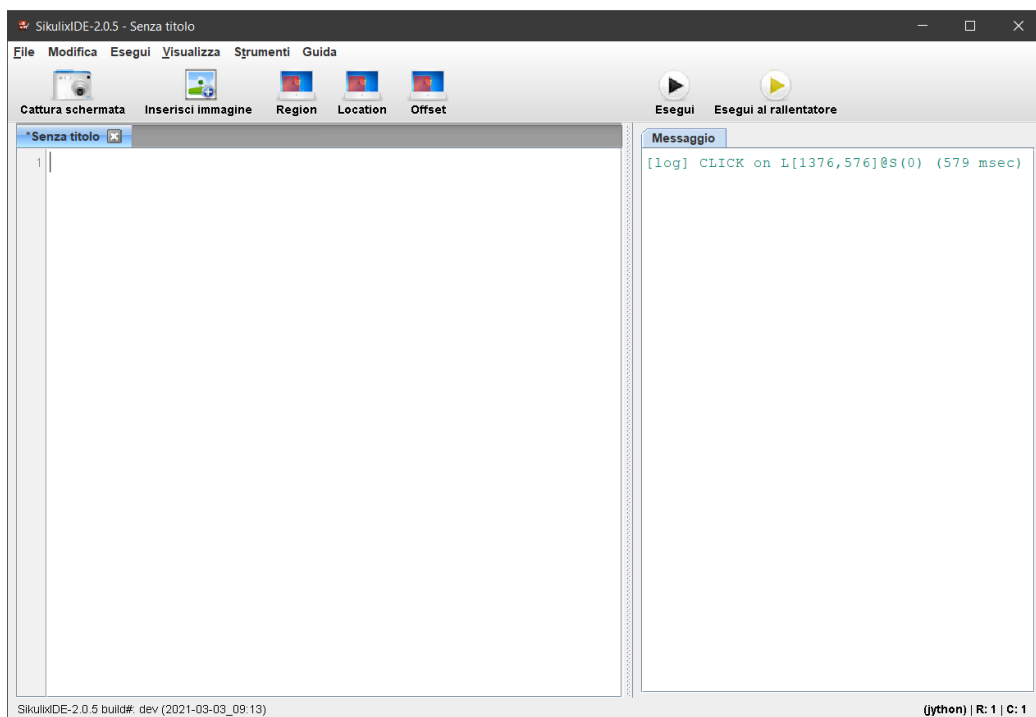 SikulixIDE-2.0.5 - Senza titolo
File Modifica Esegui Visualizza Strumenti Guida
Cattura schermata Inserisci immagine Region Location Offset Esegui Esegui al rallentatore
*Senza titolo
Messaggio
1
[log] CLICK on L[1376,576]@S(0) (579 msec)
SikulixIDE-2.0.5 build#: dev (2021-03-03_09:13)
(jython) | R: 1 | C: 1